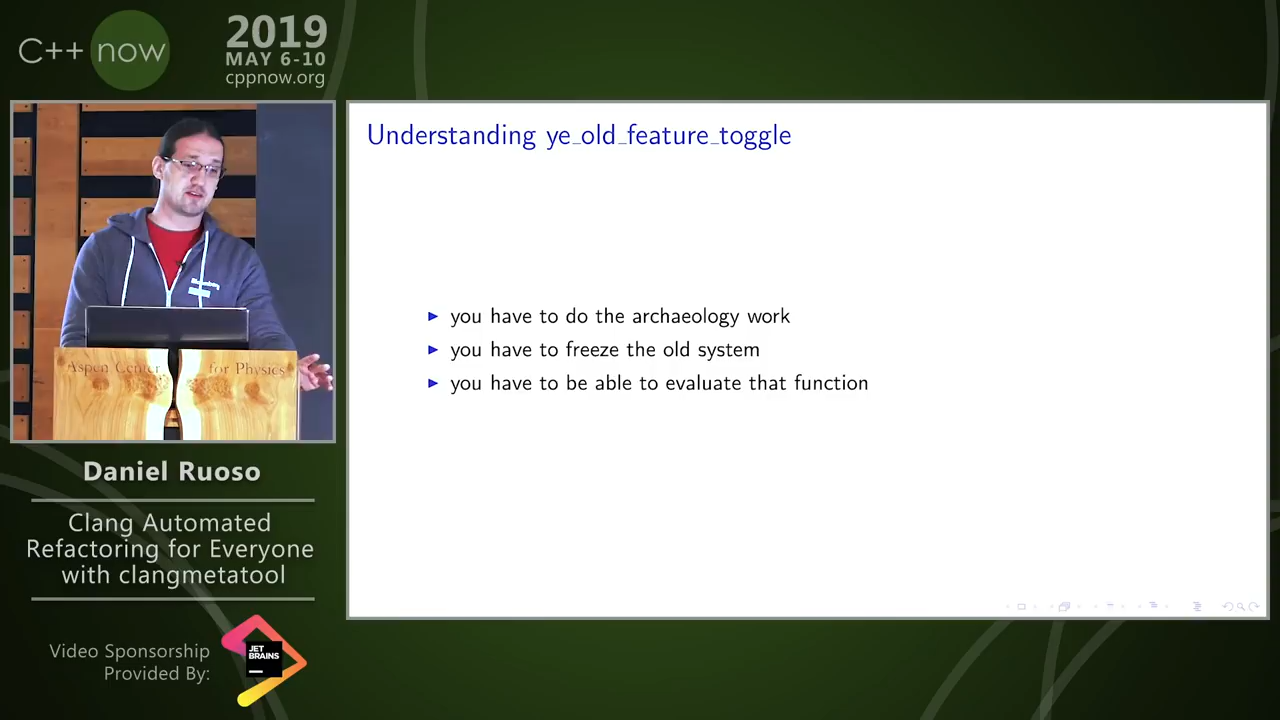 C++ now
2019
MAY 6-10
cppnow.org
Understanding ye_old_feature_toggle
you have to do the archaeology work
you have to freeze the old system
you have to be able to evaluate that function
Aspen Center for Physics
Daniel Ruoso
Clang Automated
Refactoring for Everyone
with clangmetatool
Video Sponsorship
Provided By:
JET
BRAINS